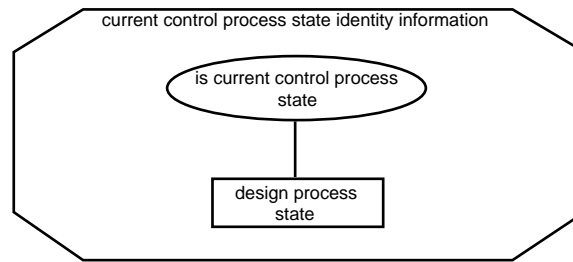 current control process state identity information
is current control process
state
design process
state